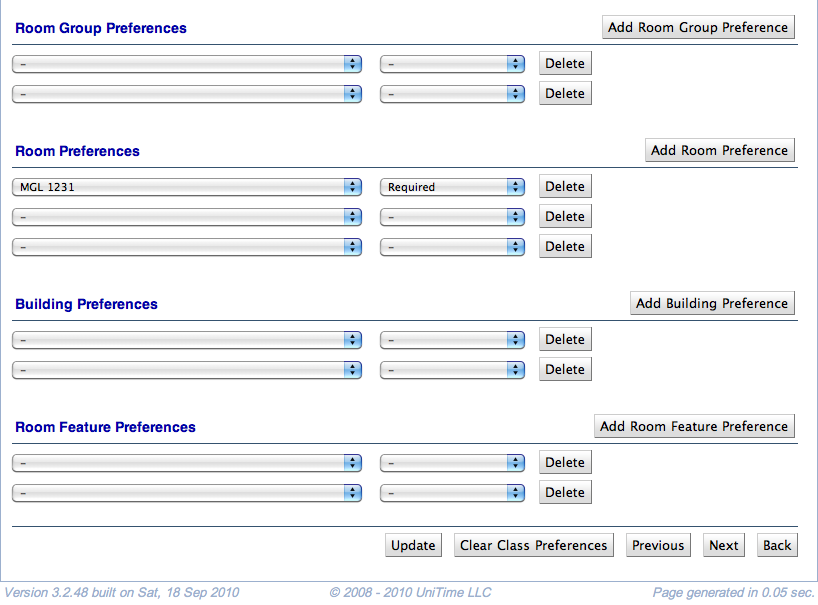 Room Group Preferences Add Room Group Preference
– – Delete
– – Delete
Room Preferences Add Room Preference
MGL 1231 Required Delete
– – Delete
– – Delete
Building Preferences Add Building Preference
– – Delete
– – Delete
Room Feature Preferences Add Room Feature Preference
– – Delete
– – Delete
Update Clear Class Preferences Previous Next Back
Version 3.2.48 built on Sat, 18 Sep 2010 © 2008 - 2010 UniTime LLC Page generated in 0.05 sec.